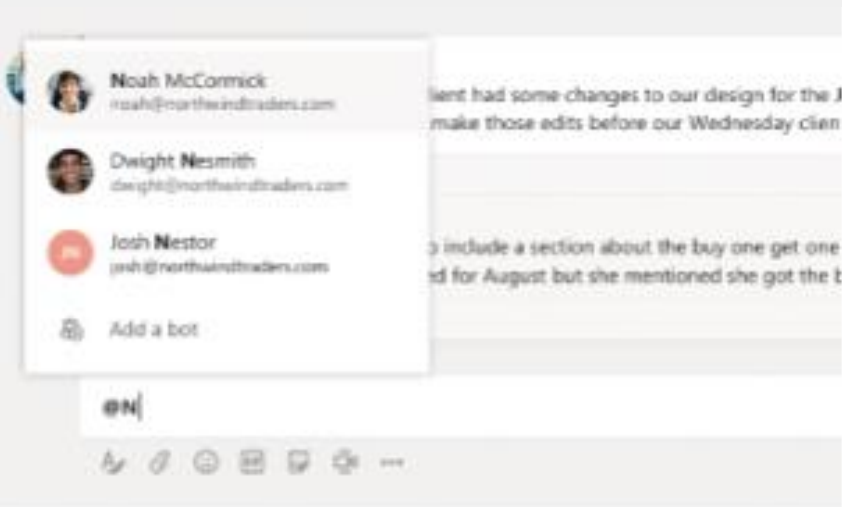 Noah McCormick
noah@northwindtraders.com
Dwight Nesmith
dwight@northwindtraders.com
Josh Nestor
josh@northwindtraders.com
Add a bot
had some changes to our design for the
make those edits before our Wednesday
include a section about the buy one get one
for August but she mentioned she got the
@N